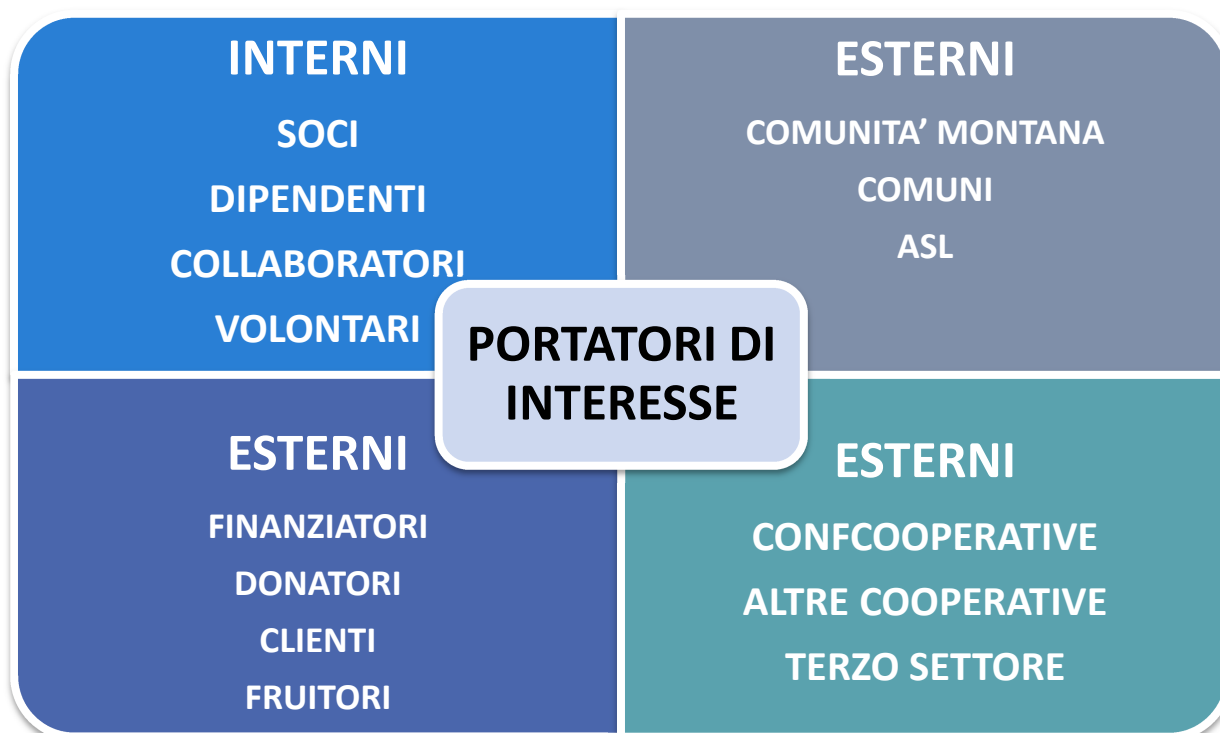 INTERNI
SOCI
DIPENDENTI
COLLABORATORI
VOLONTARI
ESTERNI
COMUNITA’ MONTANA
COMUNI
ASL
PORTATORI DI
INTERESSE
ESTERNI
FINANZIATORI
DONATORI
CLIENTI
FRUITORI
ESTERNI
CONFCOOPERATIVE
ALTRE COOPERATIVE
TERZO SETTORE